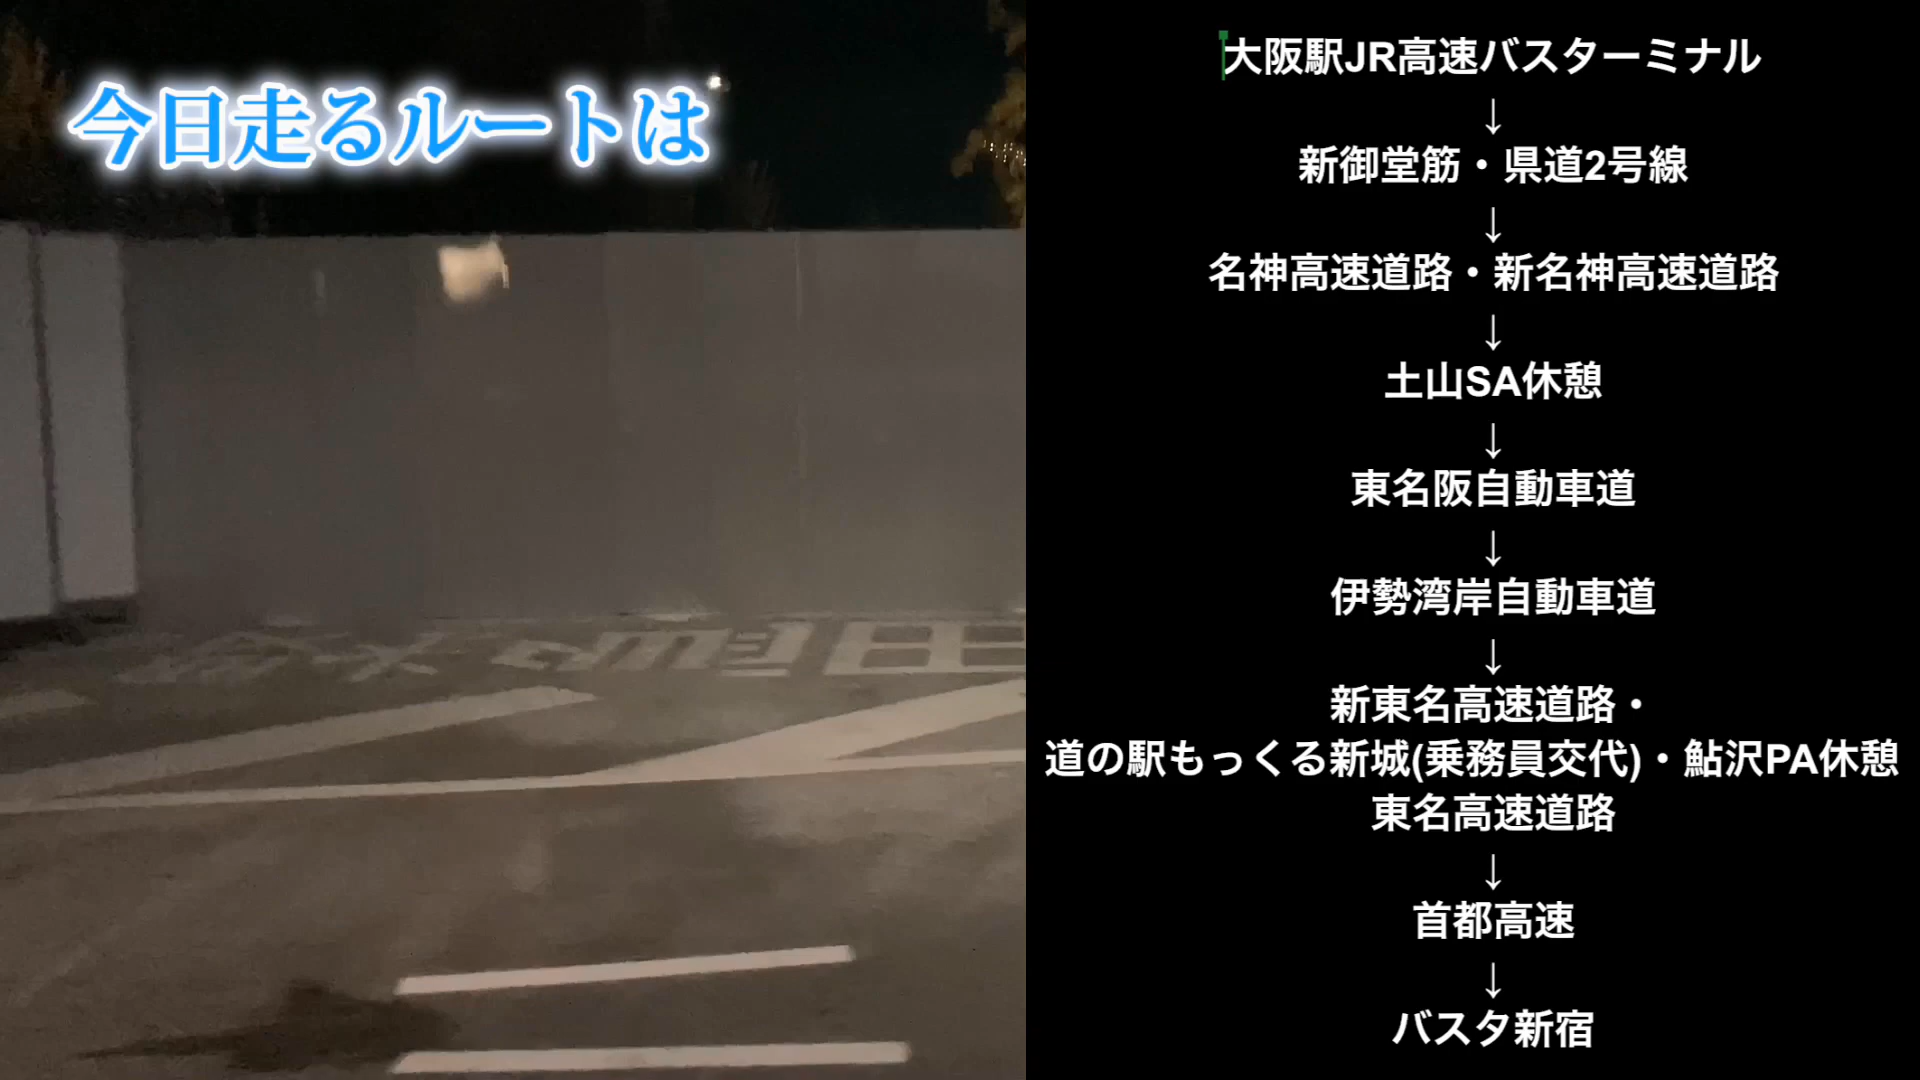 今日走るルートは
大阪駅JR高速バスターミナル
↓
新御堂筋・県道2号線
↓
名神高速道路・新名神高速道路
↓
土山SA休憩
↓
東名阪自動車道
↓
伊勢湾岸自動車道
↓
新東名高速道路・
道の駅もっくる新城(乗務員交代)・鮎沢PA休憩
東名高速道路
↓
首都高速
↓
バスタ新宿